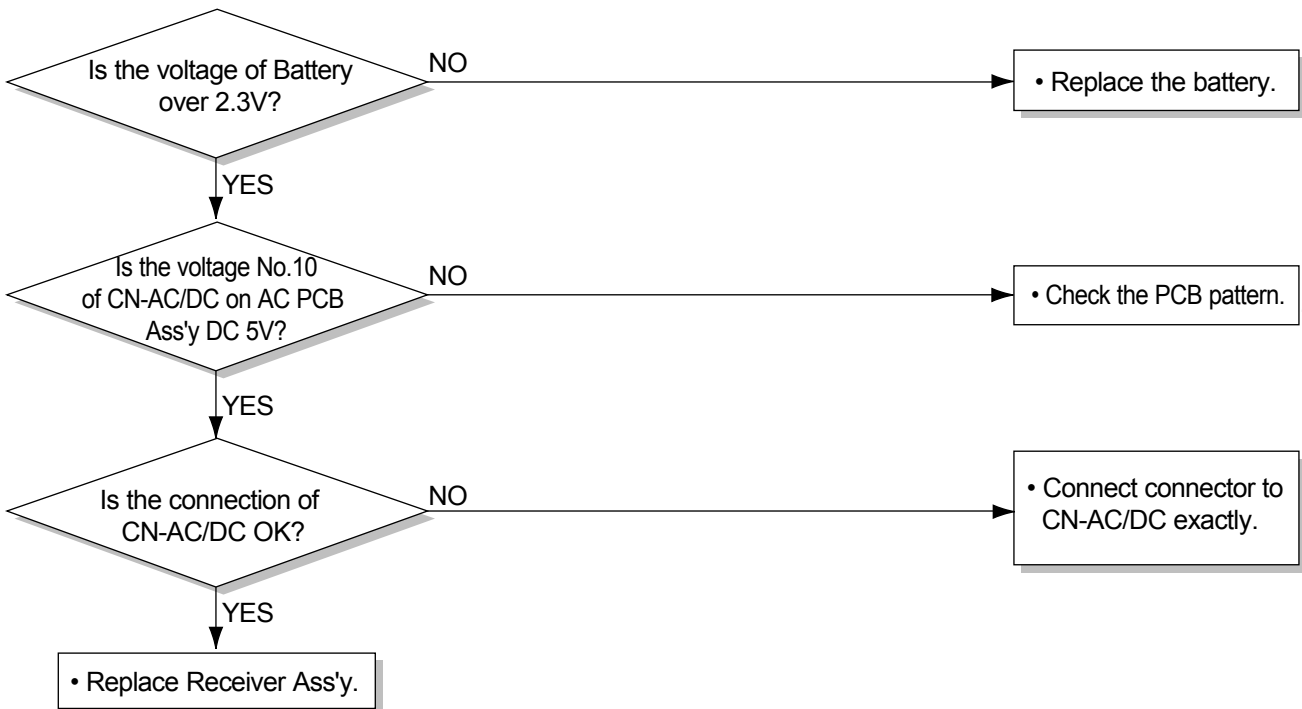 Is the voltage of Battery
over 2.3V?
NO
• Replace the battery.
YES
Is the voltage No.10
of CN-AC/DC on AC PCB
Ass'y DC 5V?
NO
• Check the PCB pattern.
YES
Is the connection of
CN-AC/DC OK?
NO
• Connect connector to
CN-AC/DC exactly.
YES
• Replace Receiver Ass'y.